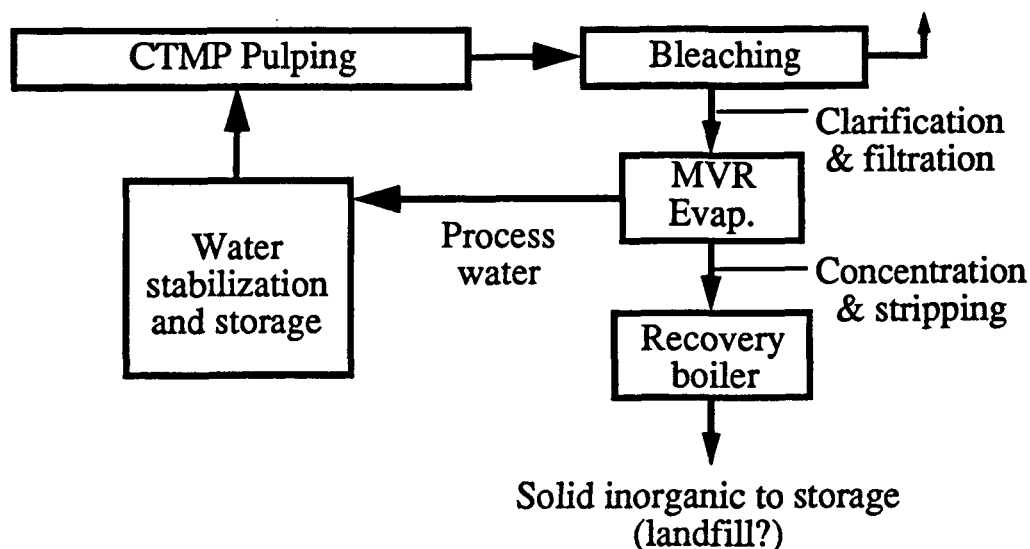 CTMP Pulping
Bleaching
Clarification
& filtration
MVR
Evap.
Process
water
Water
stabilization
and storage
Concentration
& stripping
Recovery
boiler
Solid inorganic to storage
(landfill?)